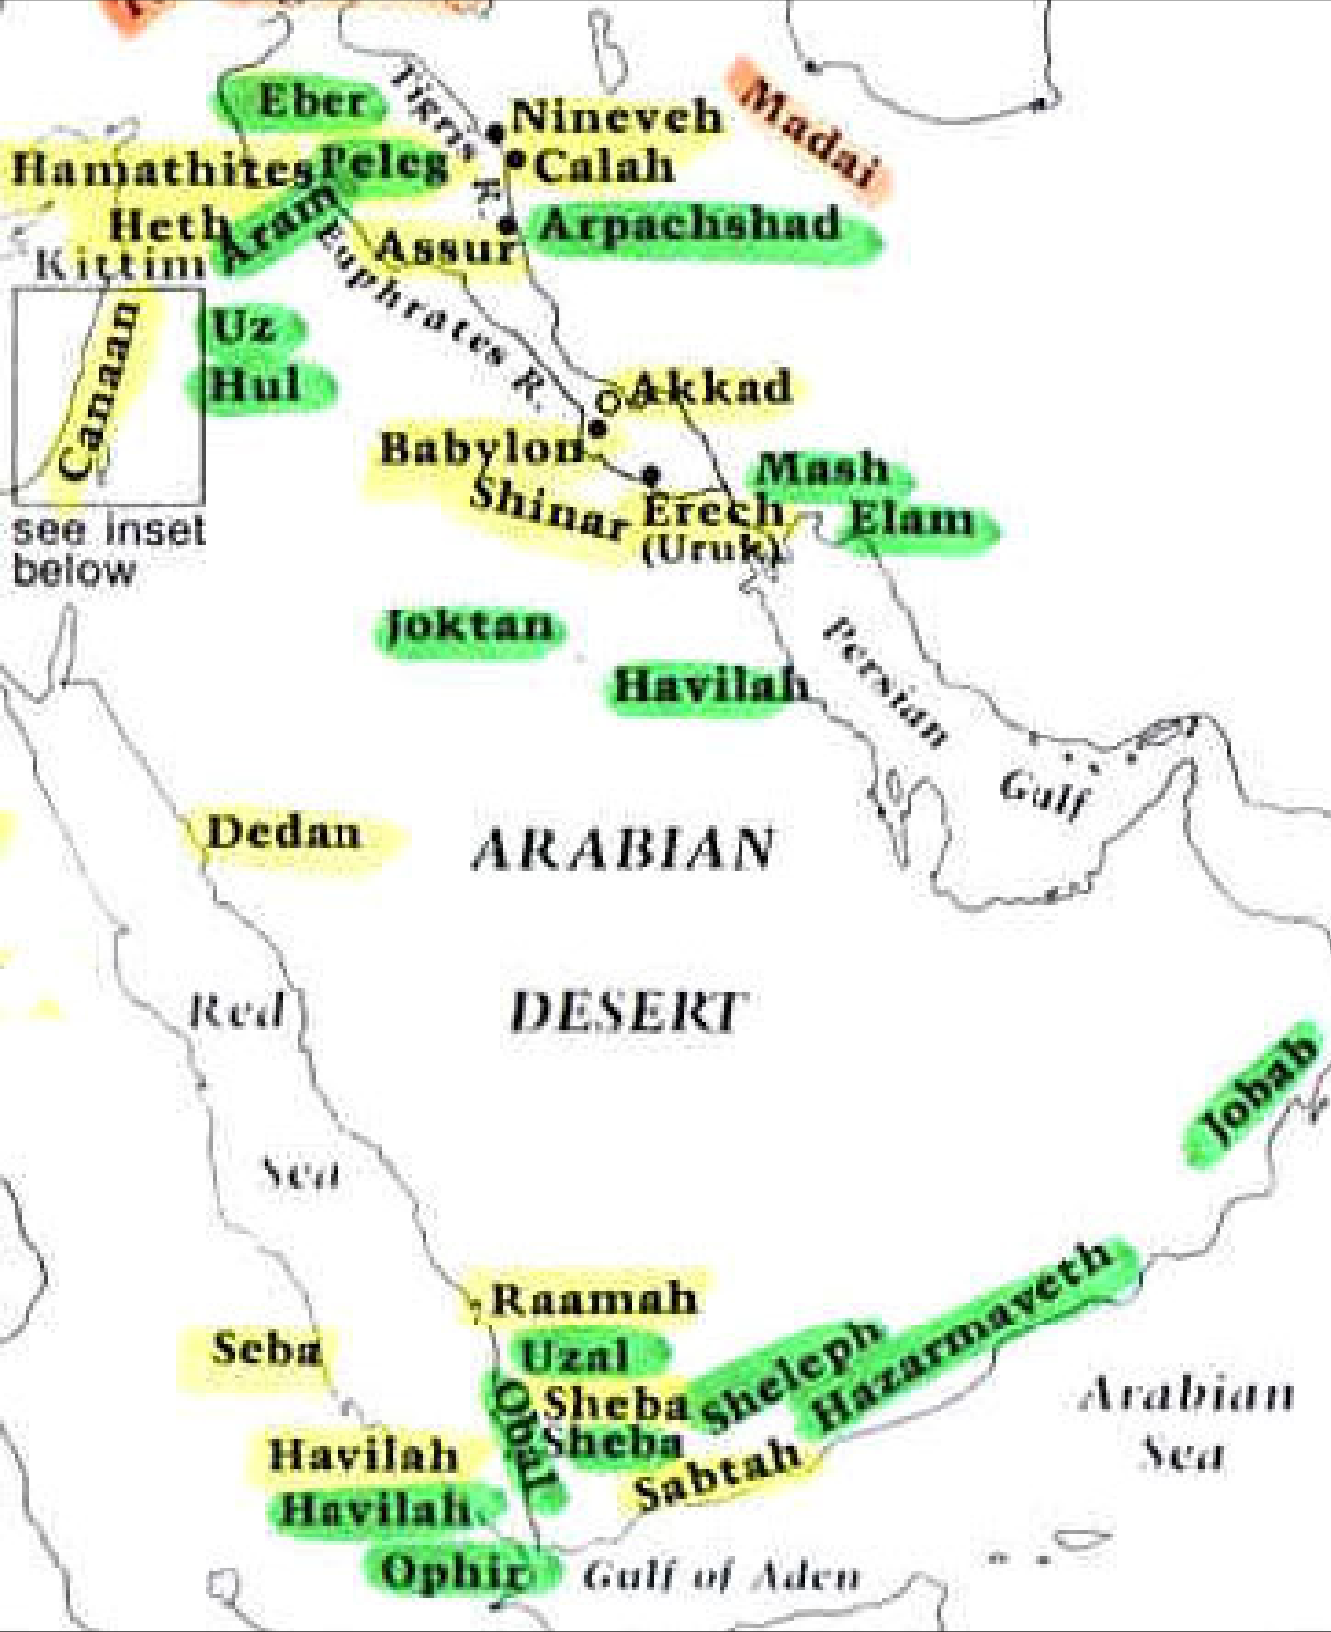 Eber
Tigris R.
Nineveh
Madai
Hamathites
Peleg
Calah
Heth
Aram
Arpachshad
Kittim
Assur
Euphrates R.
Canaan
Uz
Hul
Akkad
Babylon
Mash
Shinar
Erech
(Uruk)
Elam
see inset
below
Joktan
Havilah
Persian
Gulf
Dedan
ARABIAN
DESERT
Red
Sea
Jobab
Raamah
Seba
Uzal
Obal
Sheba
Sheba
Sheleph
Hazarmaveth
Sabtah
Arabian
Sea
Havilah
Havilah
Ophir
Gulf of Aden